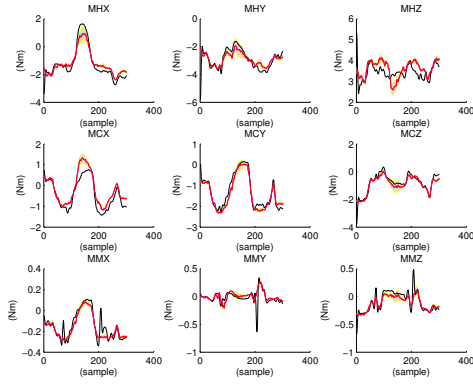 MHX MHY MHZ
2 0 -2 -4 (Nm) 0 200 400 (sample)
0 -2 -4 -6 (Nm) 0 200 400 (sample)
6 5 4 3 2 (Nm) 0 200 400 (sample)
MCX MCY MCZ
2 1 0 -1 -2 (Nm) 0 200 400 (sample)
1 0 -1 -2 -3 (Nm) 0 200 400 (sample)
2 0 -2 -4 (Nm) 0 200 400 (sample)
MMX MMY MMZ
0.4 0.2 0 -0.2 -0.4 (Nm) 0 200 400 (sample)
0.5 0 -0.5 -1 (Nm) 0 200 400 (sample)
0.5 0 -0.5 -1 (Nm) 0 200 400 (sample)